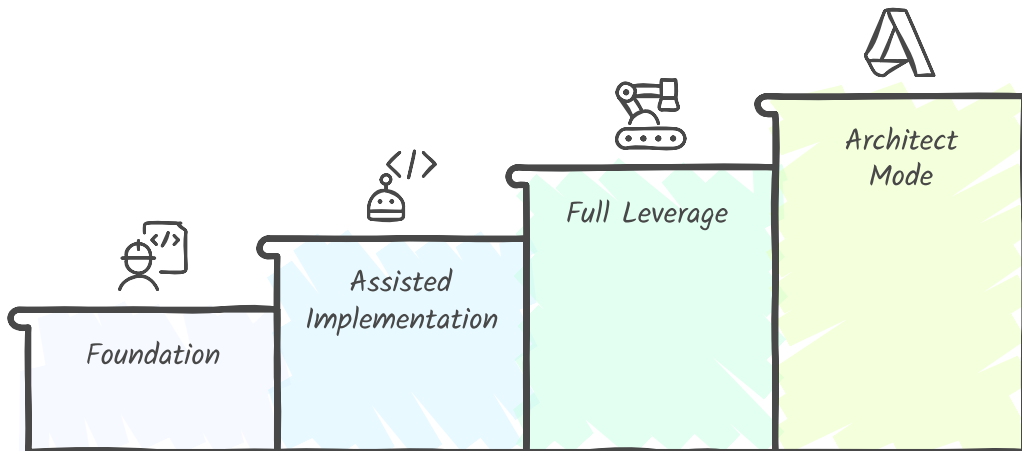 Foundation
Assisted
Implementation
Full Leverage
Architect
Mode